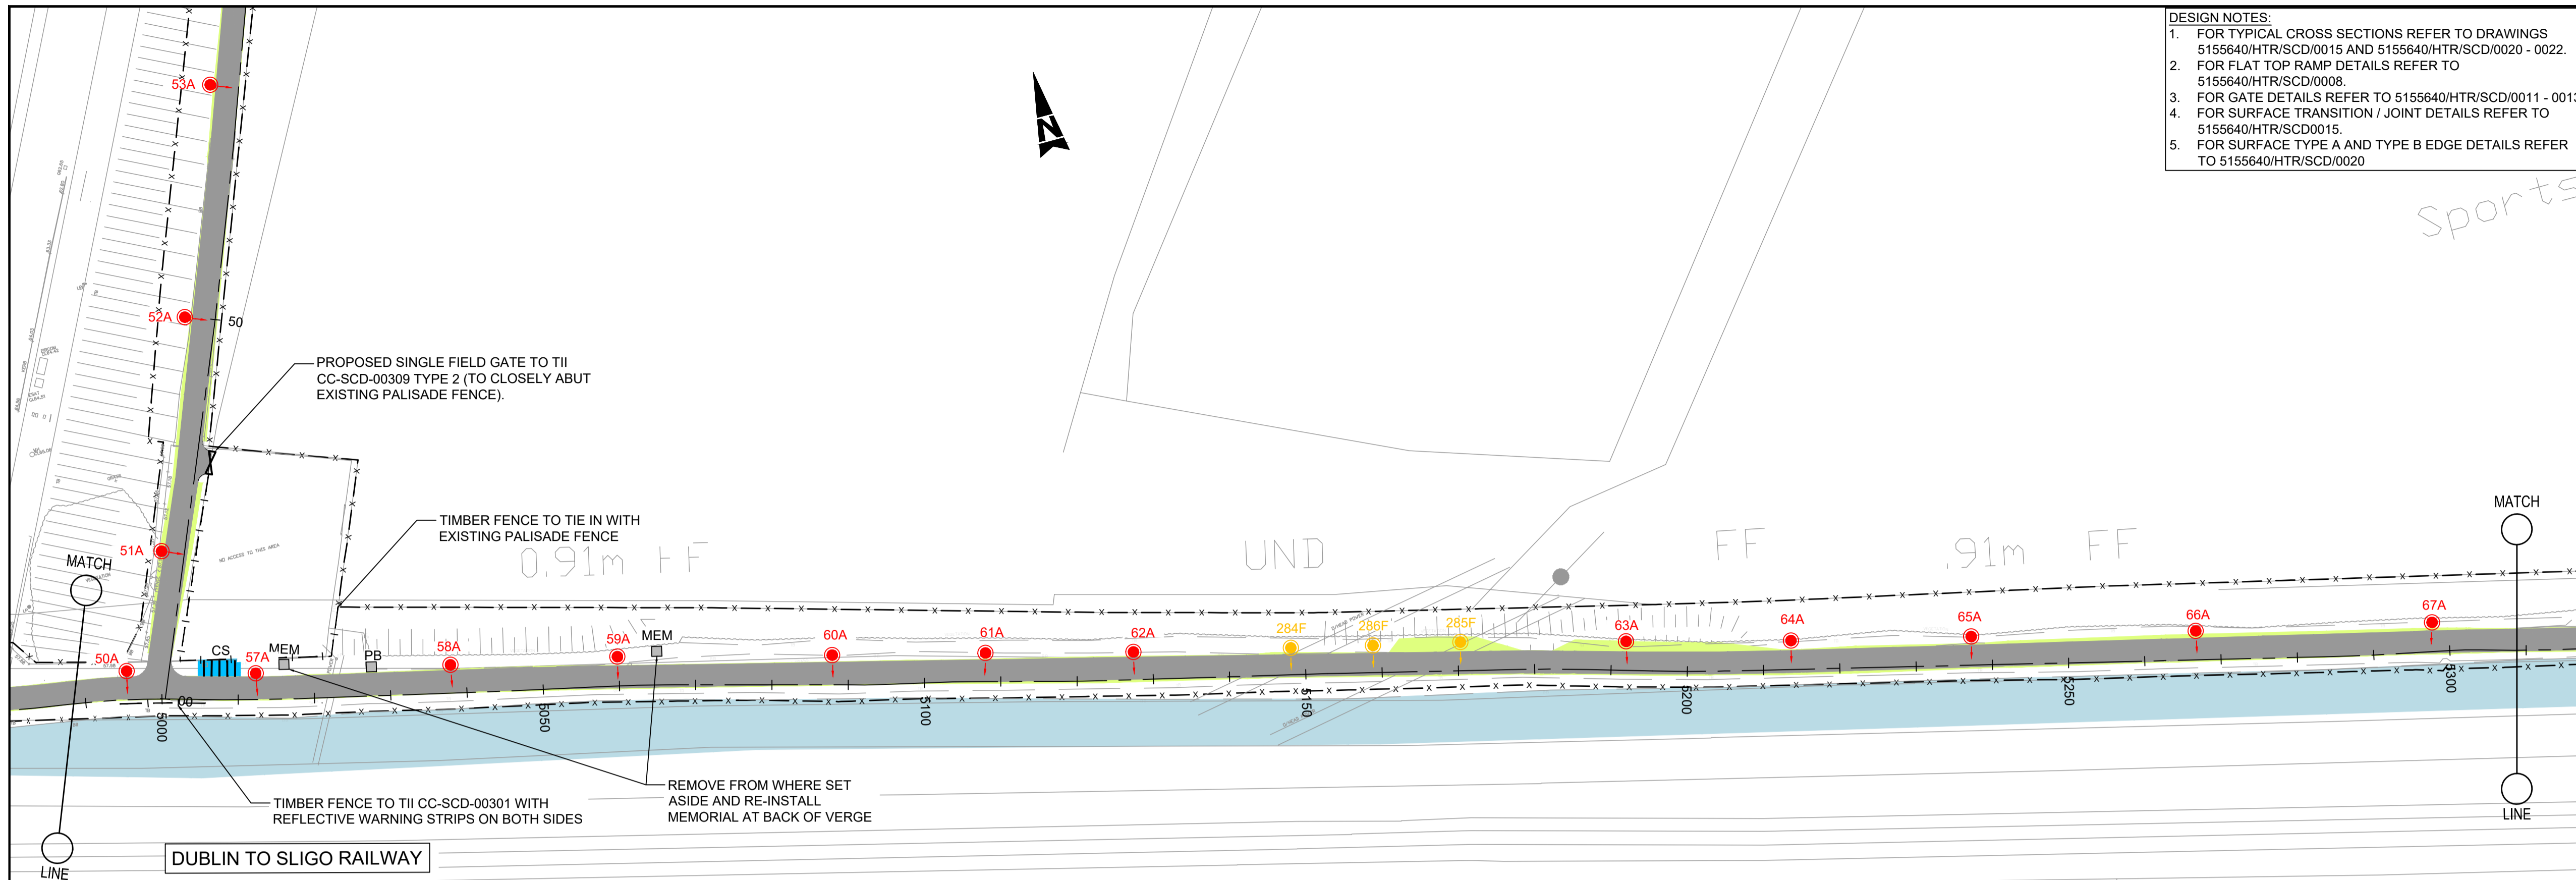 DESIGN NOTES:
1. FOR TYPICAL CROSS SECTIONS REFER TO DRAWINGS
5155640/HTR/SCD/0015 AND 5155640/HTR/SCD/0020 - 0022.
2. FOR FLAT TOP RAMP DETAILS REFER TO
5155640/HTR/SCD/0008.
3. FOR GATE DETAILS REFER TO 5155640/HTR/SCD/0011 - 0013
4. FOR SURFACE TRANSITION / JOINT DETAILS REFER TO
5155640/HTR/SCD0015.
5. FOR SURFACE TYPE A AND TYPE B EDGE DETAILS REFER
TO 5155640/HTR/SCD/0020
Sports
N
53A
52A
50
PROPOSED SINGLE FIELD GATE TO TII
CC-SCD-00309 TYPE 2 (TO CLOSELY ABUT
EXISTING PALISADE FENCE).
TIMBER FENCE TO TIE IN WITH
EXISTING PALISADE FENCE
51A
NO ACCESS TO THIS AREA
MATCH
MATCH
0.91m FF
UND
FF
.91m FF
50A
CS
57A
MEM
PB
58A
59A
MEM
60A
61A
62A
284F
286F
285F
63A
64A
65A
66A
67A
00
5000
5050
5100
5150
5200
5250
5300
REMOVE FROM WHERE SET
ASIDE AND RE-INSTALL
MEMORIAL AT BACK OF VERGE
TIMBER FENCE TO TII CC-SCD-00301 WITH
REFLECTIVE WARNING STRIPS ON BOTH SIDES
DUBLIN TO SLIGO RAILWAY
LINE
LINE